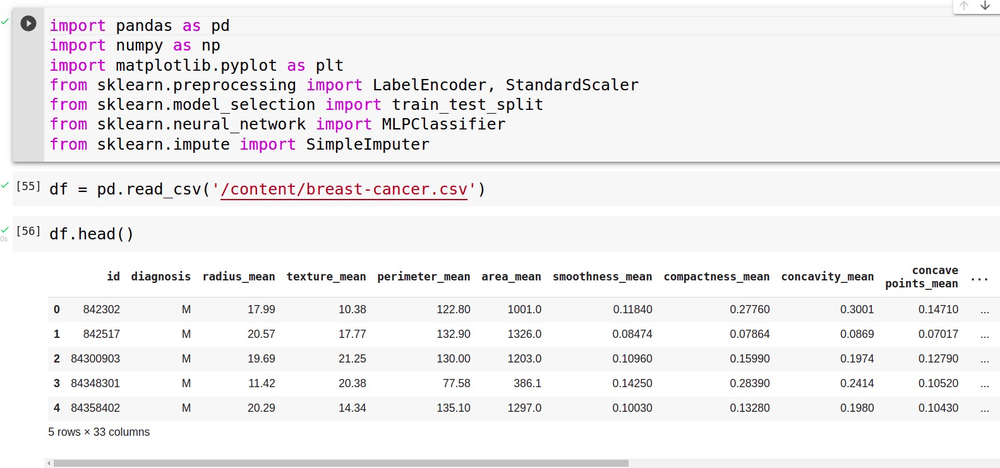 import pandas as pd
import numpy as np
import matplotlib.pyplot as plt
from sklearn.preprocessing import LabelEncoder, StandardScaler
from sklearn.model_selection import train_test_split
from sklearn.neural_network import MLPClassifier
from sklearn.impute import SimpleImputer
[55] df = pd.read_csv('/content/breast-cancer.csv')
[56] df.head()
0s
id diagnosis radius_mean texture_mean perimeter_mean area_mean smoothness_mean compactness_mean concavity_mean concave points_mean ...
0 842302 M 17.99 10.38 122.80 1001.0 0.11840 0.27760 0.3001 0.14710 ...
1 842517 M 20.57 17.77 132.90 1326.0 0.08474 0.07864 0.0869 0.07017 ...
2 84300903 M 19.69 21.25 130.00 1203.0 0.10960 0.15990 0.1974 0.12790 ...
3 84348301 M 11.42 20.38 77.58 386.1 0.14250 0.28390 0.2414 0.10520 ...
4 84358402 M 20.29 14.34 135.10 1297.0 0.10030 0.13280 0.1980 0.10430 ...
5 rows × 33 columns